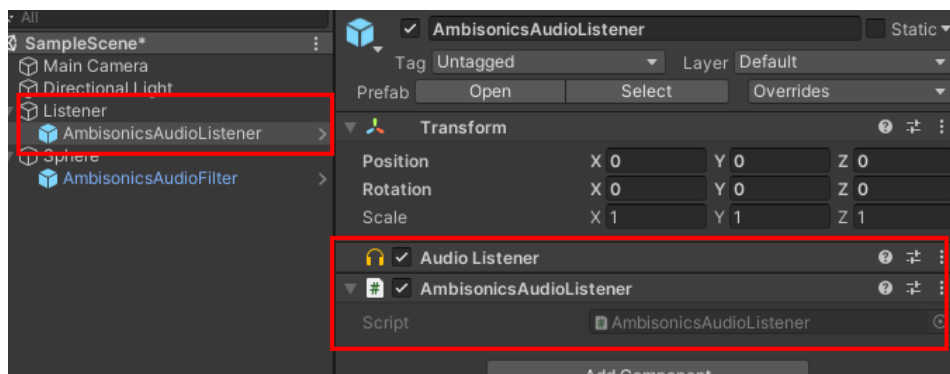 All
SampleScene*
Main Camera
Directional Light
Listener
AmbisonicsAudioListener
Sphere
AmbisonicsAudioFilter
AmbisonicsAudioListener Static
Tag Untagged Layer Default
Prefab Open Select Overrides
Transform
Position X 0 Y 0 Z 0
Rotation X 0 Y 0 Z 0
Scale X 1 Y 1 Z 1
Audio Listener
# AmbisonicsAudioListener
Script # AmbisonicsAudioListener
Add Component